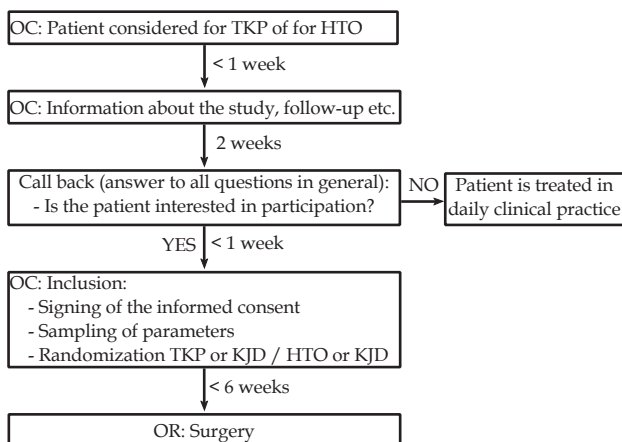 OC: Patient considered for TKP of for HTO
< 1 week
OC: Information about the study, follow-up etc.
2 weeks
Call back (answer to all questions in general):
- Is the patient interested in participation?
NO
Patient is treated in
daily clinical practice
YES
< 1 week
OC: Inclusion:
- Signing of the informed consent
- Sampling of parameters
- Randomization TKP or KJD / HTO or KJD
< 6 weeks
OR: Surgery